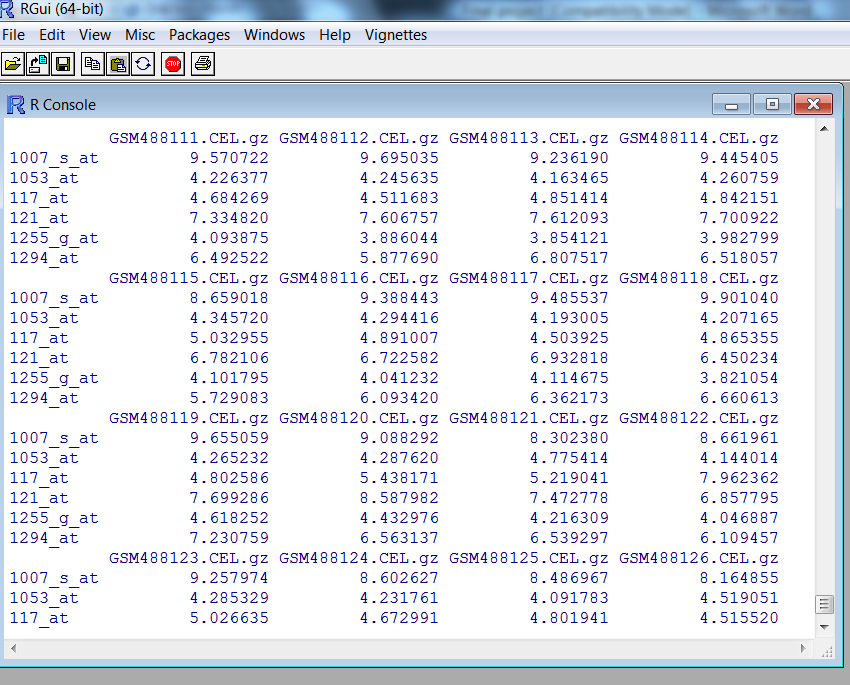 RGui (64-bit)
File Edit View Misc Packages Windows Help Vignettes
STOP
R Console
GSM488111.CEL.gz GSM488112.CEL.gz GSM488113.CEL.gz GSM488114.CEL.gz
1007_s_at 9.570722 9.695035 9.236190 9.445405
1053_at 4.226377 4.245635 4.163465 4.260759
117_at 4.684269 4.511683 4.851414 4.842151
121_at 7.334820 7.606757 7.612093 7.700922
1255_g_at 4.093875 3.886044 3.854121 3.982799
1294_at 6.492522 5.877690 6.807517 6.518057
GSM488115.CEL.gz GSM488116.CEL.gz GSM488117.CEL.gz GSM488118.CEL.gz
1007_s_at 8.659018 9.388443 9.485537 9.901040
1053_at 4.345720 4.294416 4.193005 4.207165
117_at 5.032955 4.891007 4.503925 4.865355
121_at 6.782106 6.722582 6.932818 6.450234
1255_g_at 4.101795 4.041232 4.114675 3.821054
1294_at 5.729083 6.093420 6.362173 6.660613
GSM488119.CEL.gz GSM488120.CEL.gz GSM488121.CEL.gz GSM488122.CEL.gz
1007_s_at 9.655059 9.088292 8.302380 8.661961
1053_at 4.265232 4.287620 4.775414 4.144014
117_at 4.802586 5.438171 5.219041 7.962362
121_at 7.699286 8.587982 7.472778 6.857795
1255_g_at 4.618252 4.432976 4.216309 4.046887
1294_at 7.230759 6.563137 6.539297 6.109457
GSM488123.CEL.gz GSM488124.CEL.gz GSM488125.CEL.gz GSM488126.CEL.gz
1007_s_at 9.257974 8.602627 8.486967 8.164855
1053_at 4.285329 4.231761 4.091783 4.519051
117_at 5.026635 4.672991 4.801941 4.515520